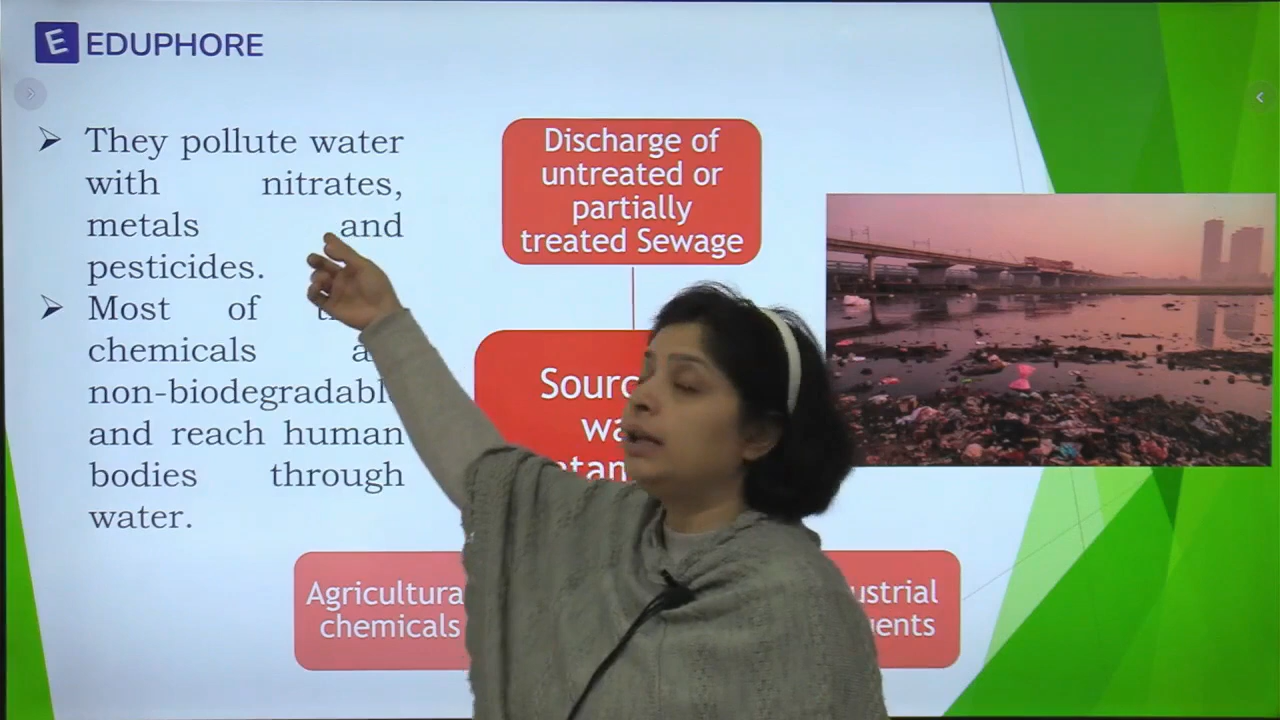 E EDUPHORE
They pollute water
with nitrates,
metals and
pesticides.
Most of
chemicals
and reach human
bodies through
water.
Discharge of
untreated or
partially
treated Sewage
chemicals